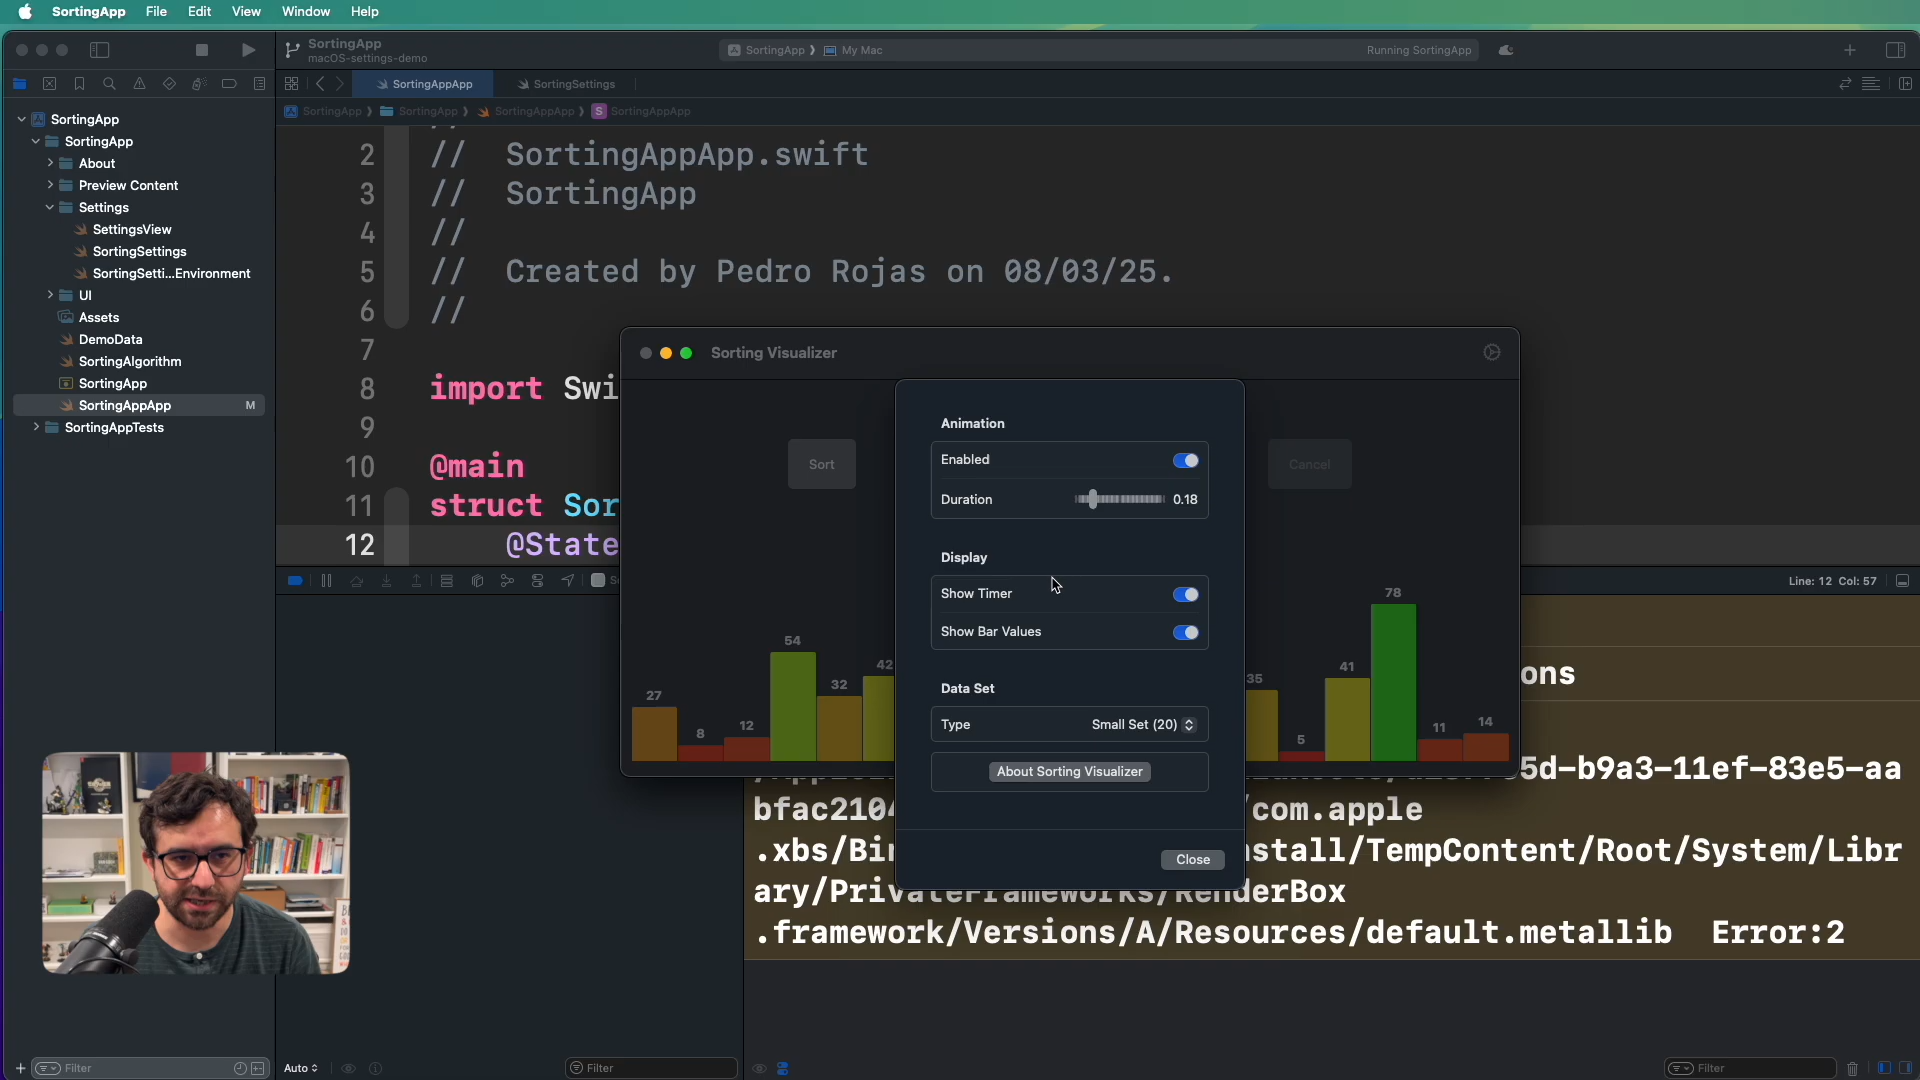 SortingApp File Edit View Window Help
SortingApp
macOS-settings-demo
SortingApp My Mac
Running SortingApp
SortingAppApp
SortingSettings
SortingApp SortingApp SortingAppApp S SortingAppApp
SortingApp
SortingApp
About
Preview Content
Settings
SettingsView
SortingSettings
SortingSetti...Environment
UI
Assets
DemoData
SortingAlgorithm
SortingApp
SortingAppApp M
SortingAppTests
2 // SortingAppApp.swift
3 // SortingApp
4 //
5 // Created by Pedro Rojas on 08/03/25.
6 //
7
8 import Swi
9
10 @main
11 struct Sor
12 @State
Line: 12 Col: 57
Sorting Visualizer
Sort
Cancel
Animation
Enabled
Duration 0.18
Display
Show Timer
Show Bar Values
Data Set
Type Small Set (20)
About Sorting Visualizer
Close
27
8
12
54
32
42
35
5
41
78
11
14
ons
5d-b9a3-11ef-83e5-aa
bfac2104
/com.apple
.xbs/Bin
stall/TempContent/Root/System/Libr
ary/PrivateFrameworks/RenderBox
.framework/Versions/A/Resources/default.metallib Error:2
Filter
Auto
Filter
Filter